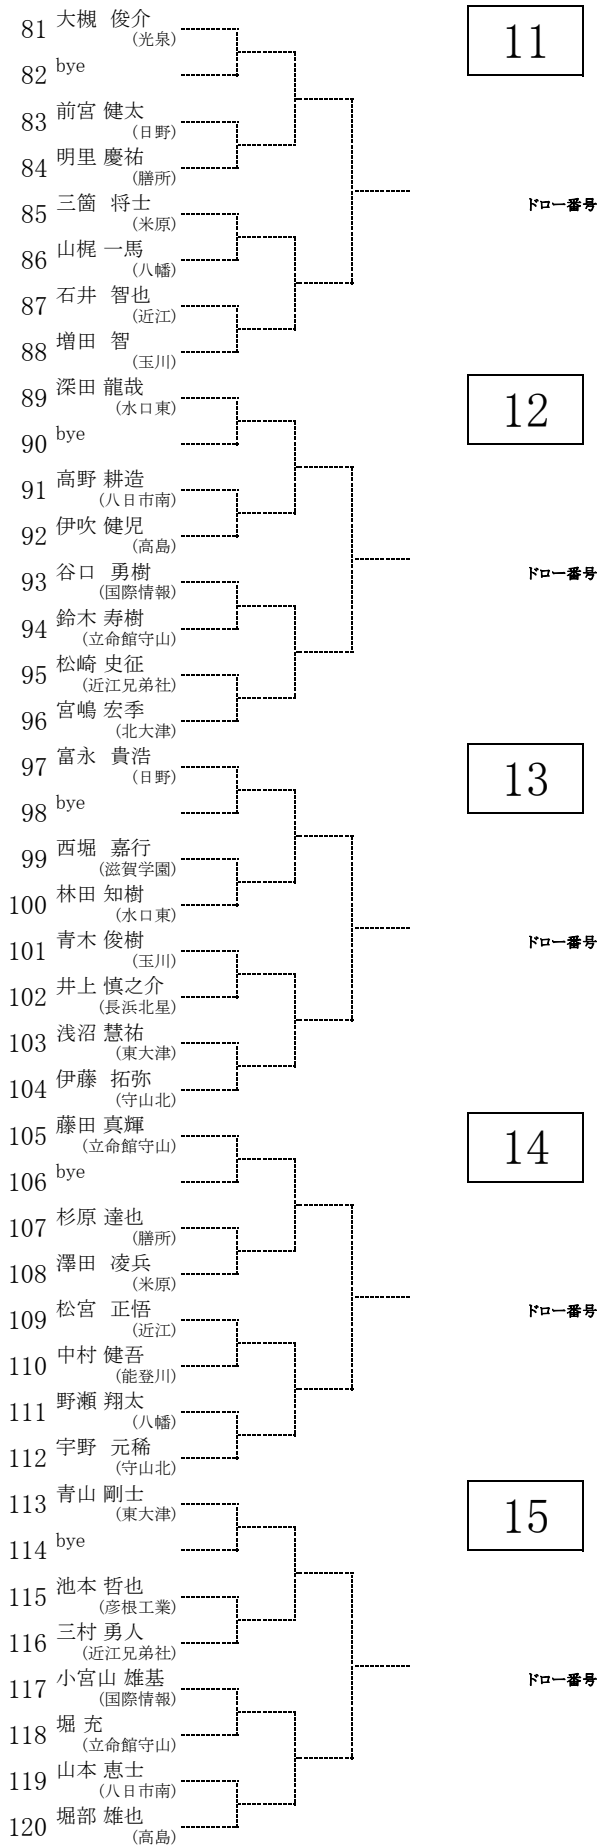 81 大槻 俊介
(光泉)
11
82 bye
83 前宮 健太
(日野)
84 明里 慶祐
(膳所)
85 三箇 将士
(米原)
ドロー番号
86 山梶 一馬
(八幡)
87 石井 智也
(近江)
88 増田 智
(玉川)
89 深田 龍哉
(水口東)
12
90 bye
91 高野 耕造
(八日市南)
92 伊吹 健児
(高島)
93 谷口 勇樹
(国際情報)
ドロー番号
94 鈴木 寿樹
(立命館守山)
95 松崎 史征
(近江兄弟社)
96 宮嶋 宏季
(北大津)
97 富永 貴浩
(日野)
13
98 bye
99 西堀 嘉行
(滋賀学園)
100 林田 知樹
(水口東)
101 青木 俊樹
(玉川)
ドロー番号
102 井上 慎之介
(長浜北星)
103 浅沼 慧祐
(東大津)
104 伊藤 拓弥
(守山北)
105 藤田 真輝
(立命館守山)
14
106 bye
107 杉原 達也
(膳所)
108 澤田 凌兵
(米原)
109 松宮 正悟
(近江)
ドロー番号
110 中村 健吾
(能登川)
111 野瀬 翔太
(八幡)
112 宇野 元稀
(守山北)
113 青山 剛士
(東大津)
15
114 bye
115 池本 哲也
(彦根工業)
116 三村 勇人
(近江兄弟社)
117 小宮山 雄基
(国際情報)
ドロー番号
118 堀 充
(立命館守山)
119 山本 恵士
(八日市南)
120 堀部 雄也
(高島)